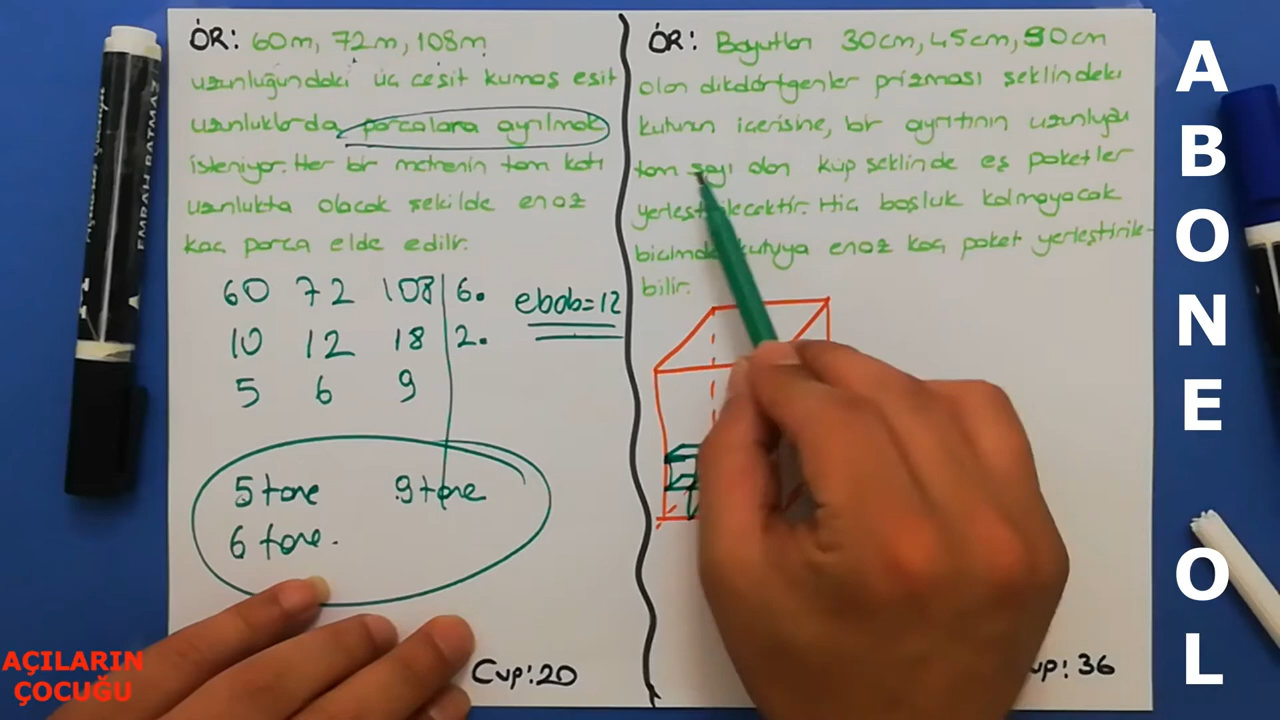 ÖR: 60m, 72m, 108m
uzunluğundaki üç çeşit kumaş eşit
uzunluklarda parçalara ayrılmak
isteniyor. Her bir metrenin tam katı
uzunlukta olacak şekilde en az
kaç parça elde edilir.
60 72 108 6.
10 12 18 2.
5 6 9
ebob=12
5 tane 9 tane
6 tane.
Cvp:20
ÖR: Boyutları 30cm, 45cm, 90cm
olan dikdörtgenler prizması şeklindeki
kutunun içerisine, bir ayrıtının uzunluğu
tam sayı olan küp şeklinde eş paketler
Hiç boşluk kalmayacak
kutuya en az kaç paket yerleştirile-
bilir.
vp: 36
ABONE OL
AÇILARIN
ÇOCUĞU